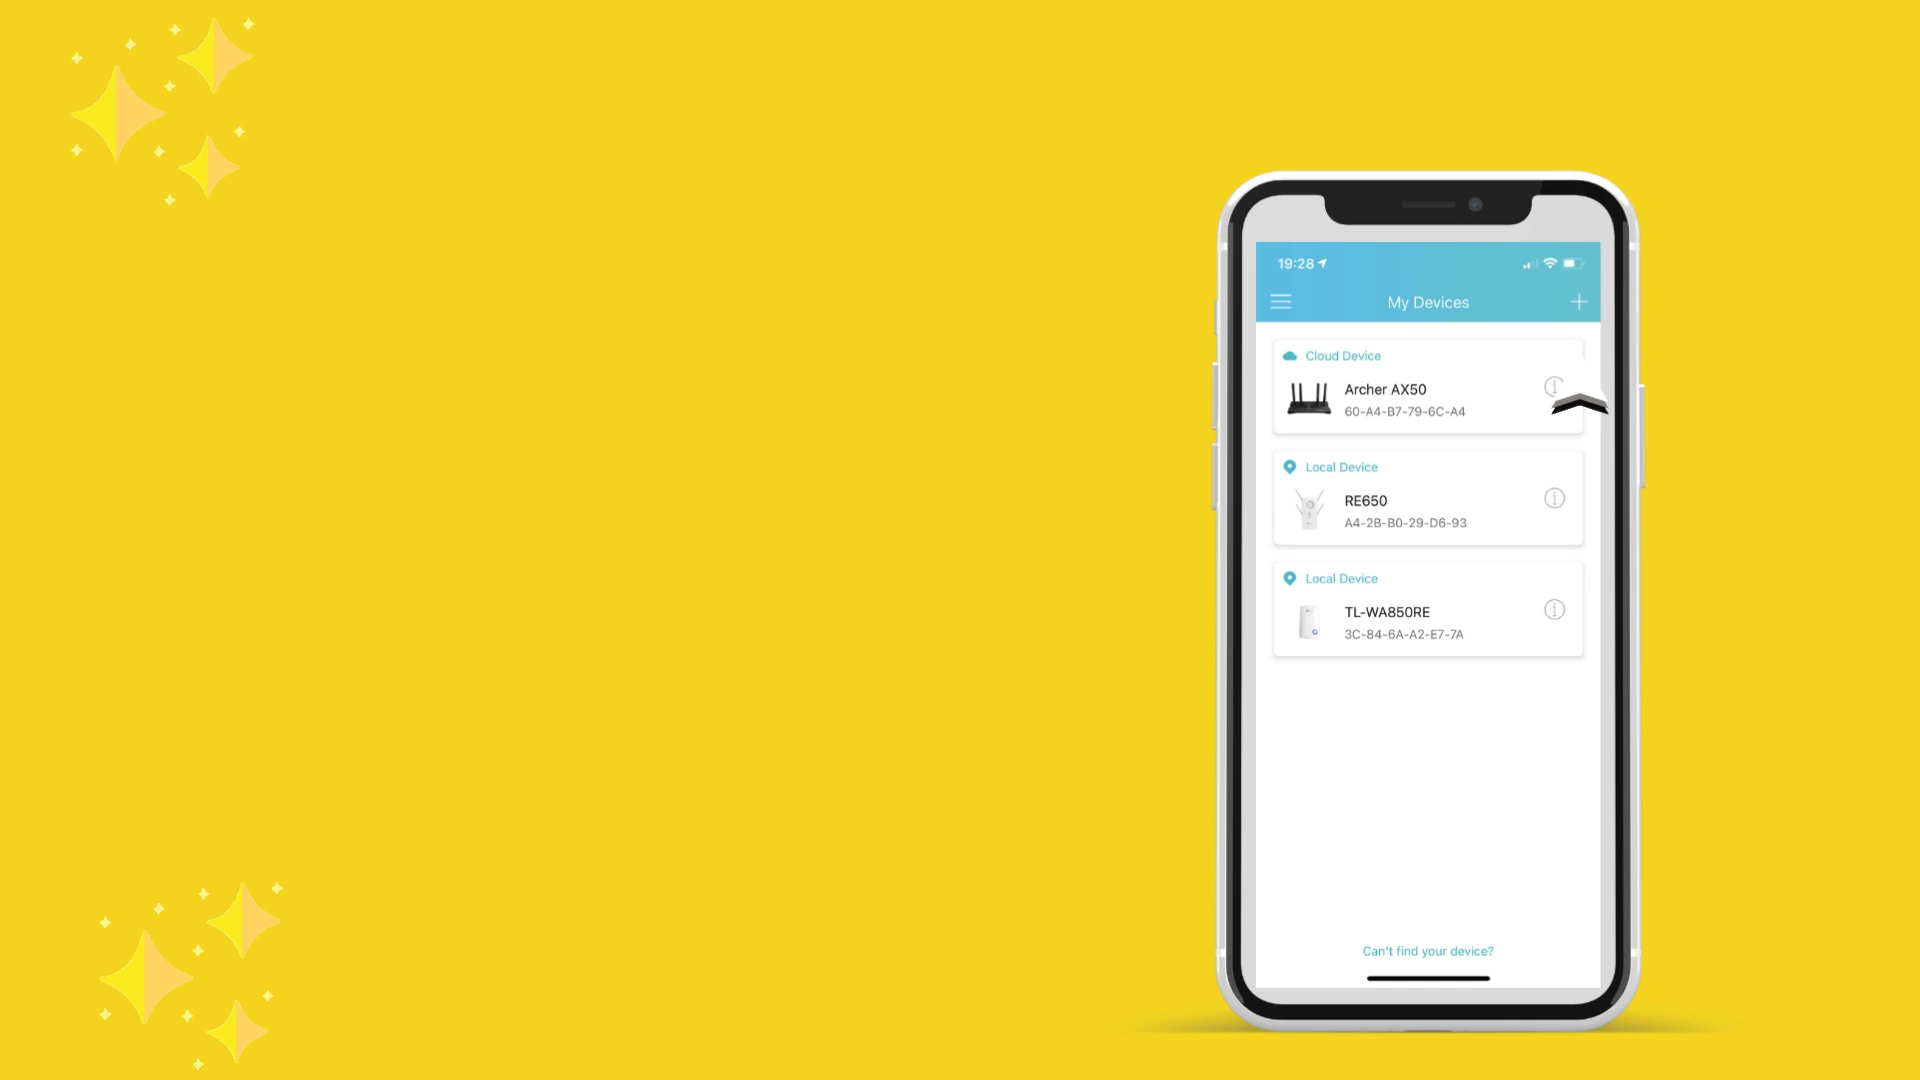 19:28
My Devices
Cloud Device
Archer AX50
60-A4-B7-79-6C-A4
Local Device
RE650
A4-2B-B0-29-D6-93
Local Device
TL-WA850RE
3C-84-6A-A2-E7-7A
Can't find your device?